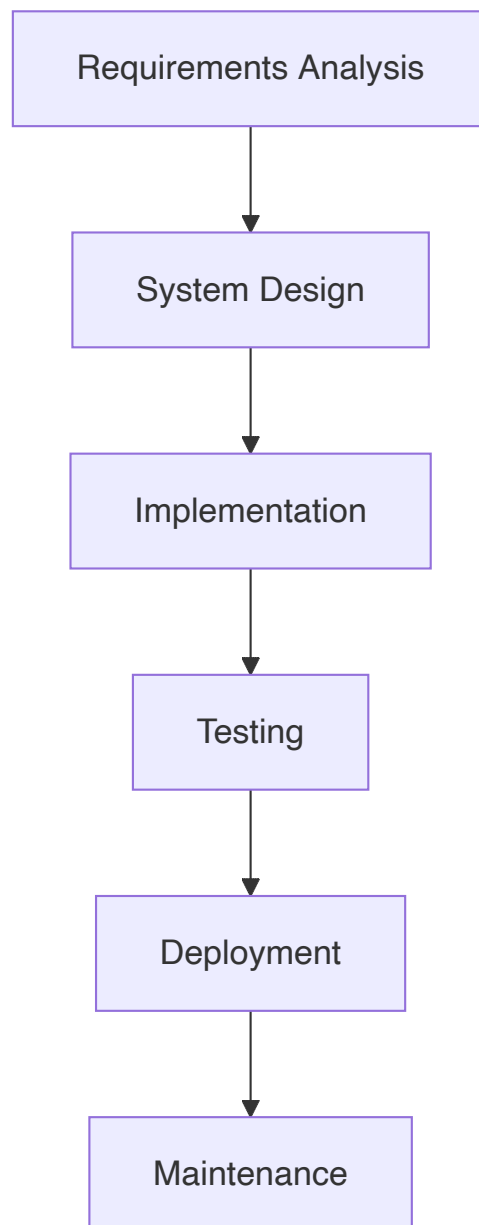 Requirements Analysis
System Design
Implementation
Testing
Deployment
Maintenance